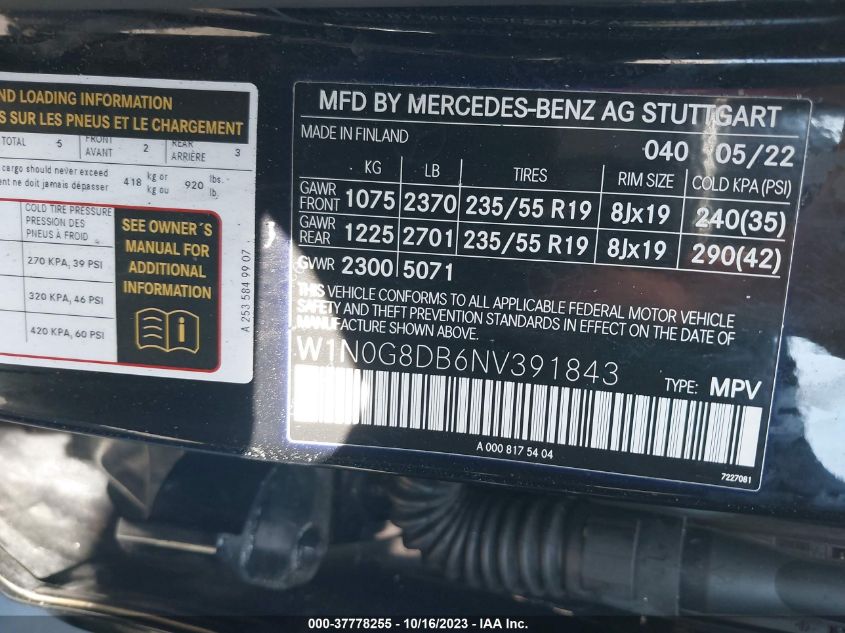 ND LOADING INFORMATION
S SUR LES PNEUS ET LE CHARGEMENT
TOTAL 5 FRONT AVANT 2 REAR ARRIÈRE 3
cargo should never exceed
ent ne doit jamais dépasser 418 kg or kg ou 920 lbs. lb.
COLD TIRE PRESSURE
PRESSION DES
PNEUS À FROID
270 KPA, 39 PSI
320 KPA, 46 PSI
420 KPA, 60 PSI
SEE OWNER'S
MANUAL FOR
ADDITIONAL
INFORMATION
A 253 584 99 07
MFD BY MERCEDES-BENZ AG STUTTGART
MADE IN FINLAND
040 05/22
KG LB TIRES RIM SIZE COLD KPA (PSI)
GAWR FRONT 1075 2370 235/55 R19 8Jx19 240(35)
GAWR REAR 1225 2701 235/55 R19 8Jx19 290(42)
GVWR 2300 5071
THIS VEHICLE CONFORMS TO ALL APPLICABLE FEDERAL MOTOR VEHICLE
SAFETY AND THEFT PREVENTION STANDARDS IN EFFECT ON THE DATE OF
MANUFACTURE SHOWN ABOVE.
W1N0G8DB6NV391843
TYPE: MPV
A 000 817 54 04
7227081
000-37778255 - 10/16/2023 - IAA Inc.